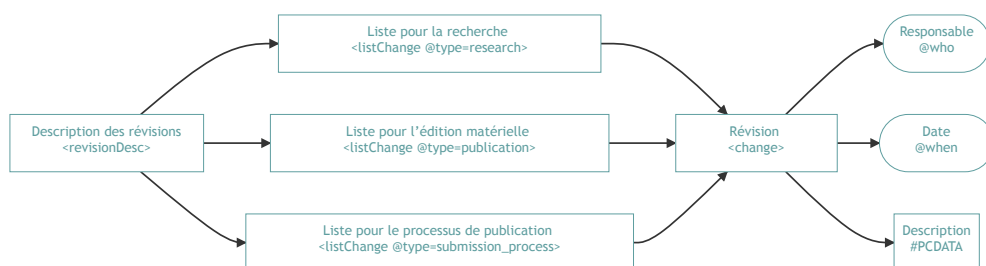 Liste pour la recherche
<listChange @type=research>
Responsable
@who
Description des révisions
<revisionDesc>
Liste pour l'édition matérielle
<listChange @type=publication>
Révision
<change>
Date
@when
Liste pour le processus de publication
<listChange @type=submission_process>
Description
#PCDATA